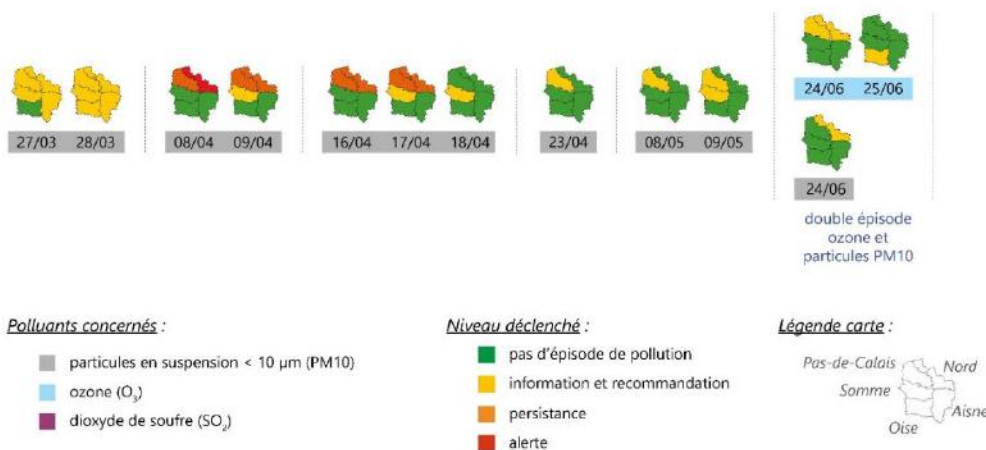 27/03 28/03
08/04 09/04
16/04 17/04 18/04
23/04
08/05 09/05
24/06 25/06
24/06
double épisode
ozone et
particules PM10
Polluants concernés :
particules en suspension < 10 µm (PM10)
ozone (O₃)
dioxyde de soufre (SO₂)
Niveau déclenché :
pas d'épisode de pollution
information et recommandation
persistance
alerte
Légende carte :
Pas-de-Calais
Nord
Somme
Aisne
Oise